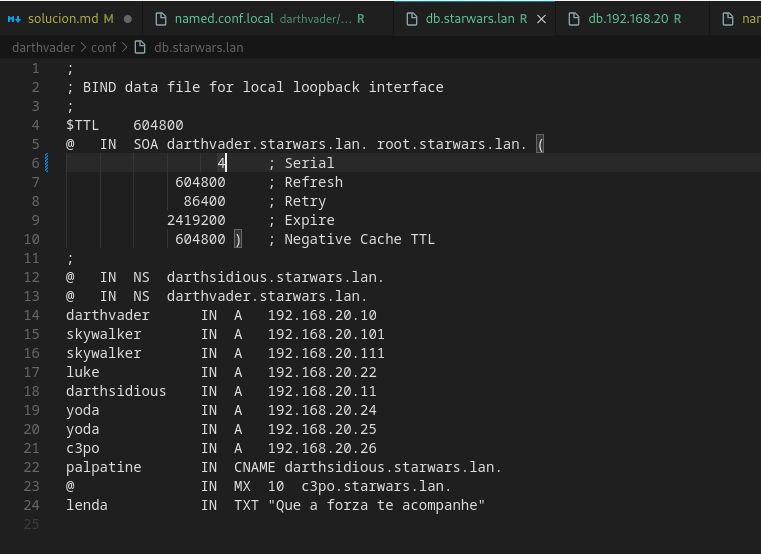 solucion.md M
named.conf.local darthvader/... R
db.starwars.lan R
db.192.168.20 R
nar
darthvader > conf > db.starwars.lan
1 ;
2 ; BIND data file for local loopback interface
3 ;
4 $TTL 604800
5 @ IN SOA darthvader.starwars.lan. root.starwars.lan. (
6 4 ; Serial
7 604800 ; Refresh
8 86400 ; Retry
9 2419200 ; Expire
10 604800 ) ; Negative Cache TTL
11 ;
12 @ IN NS darthsidious.starwars.lan.
13 @ IN NS darthvader.starwars.lan.
14 darthvader IN A 192.168.20.10
15 skywalker IN A 192.168.20.101
16 skywalker IN A 192.168.20.111
17 luke IN A 192.168.20.22
18 darthsidious IN A 192.168.20.11
19 yoda IN A 192.168.20.24
20 yoda IN A 192.168.20.25
21 c3po IN A 192.168.20.26
22 palpatine IN CNAME darthsidious.starwars.lan.
23 @ IN MX 10 c3po.starwars.lan.
24 lenda IN TXT "Que a forza te acompanhe"
25